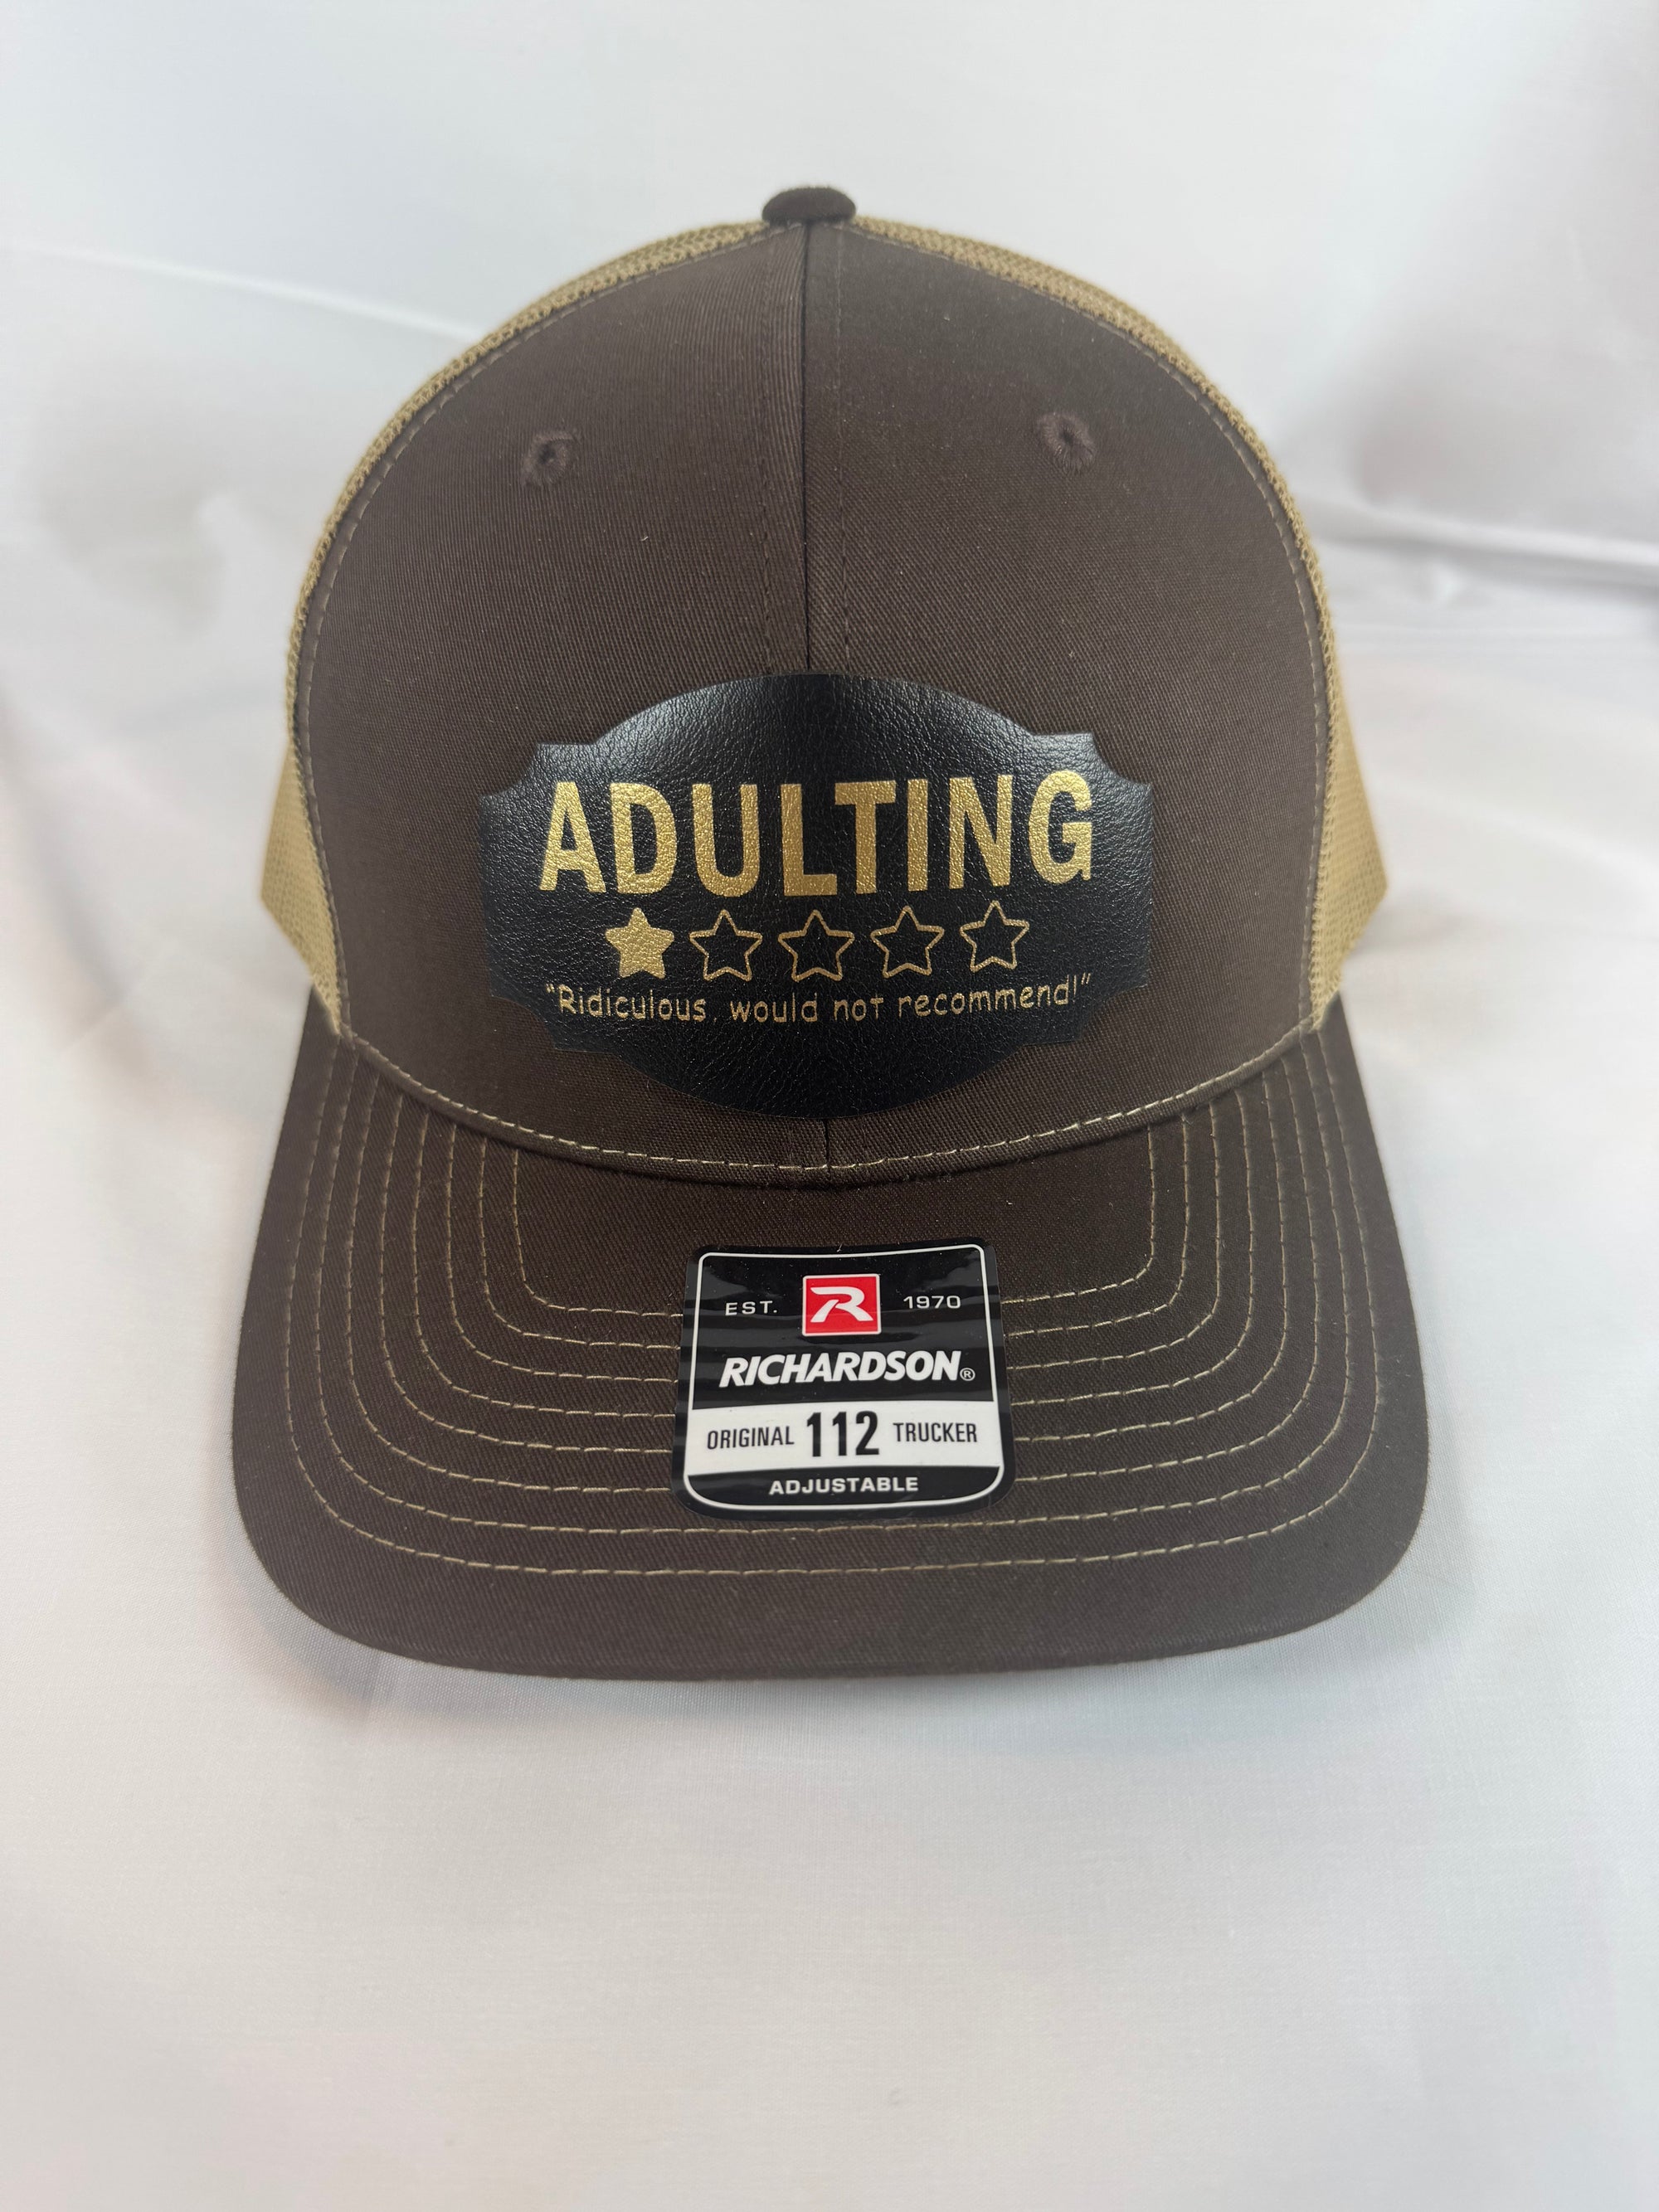 ADULTING
"Ridiculous, would not recommend!"
EST. R 1970
RICHARDSON®
ORIGINAL 112 TRUCKER
ADJUSTABLE